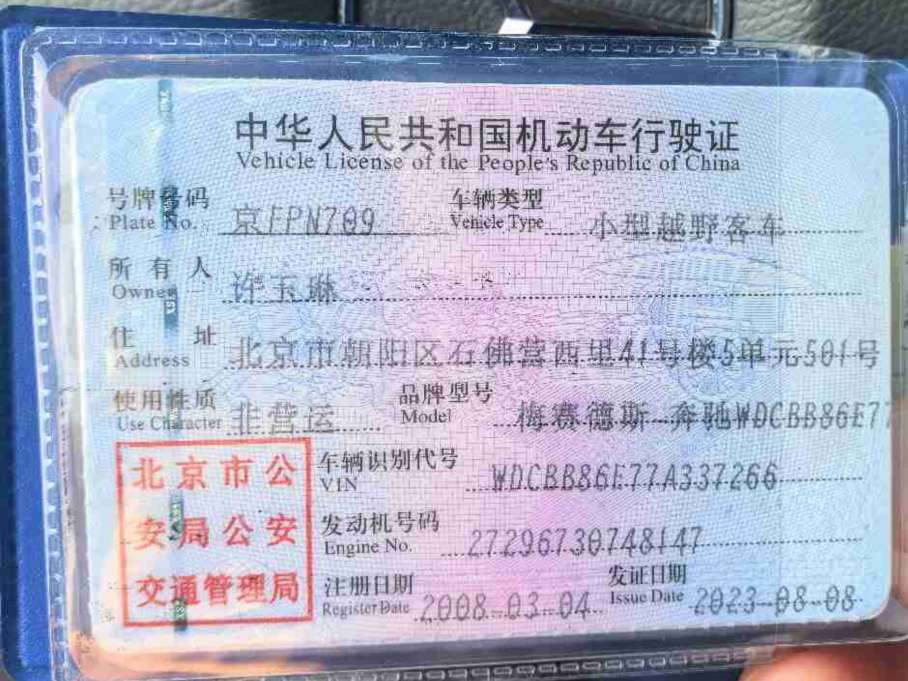 中华人民共和国机动车行驶证
Vehicle License of the People's Republic of China
号牌号码 京FPN709 车辆类型 小型越野客车
Plate No. Vehicle Type
所有人 许玉琳
Owner
住址 北京市朝阳区石佛营西里41号楼5单元501号
Address
使用性质 非营运 品牌型号 梅赛德斯-奔驰WDCBB86E77
Use Character Model
北京市公
安局公安
交通管理局
车辆识别代号 WDCBB86E77A337266
VIN
发动机号码 27296730748147
Engine No.
注册日期 2008-03-04 发证日期 2023-08-08
Register Date Issue Date